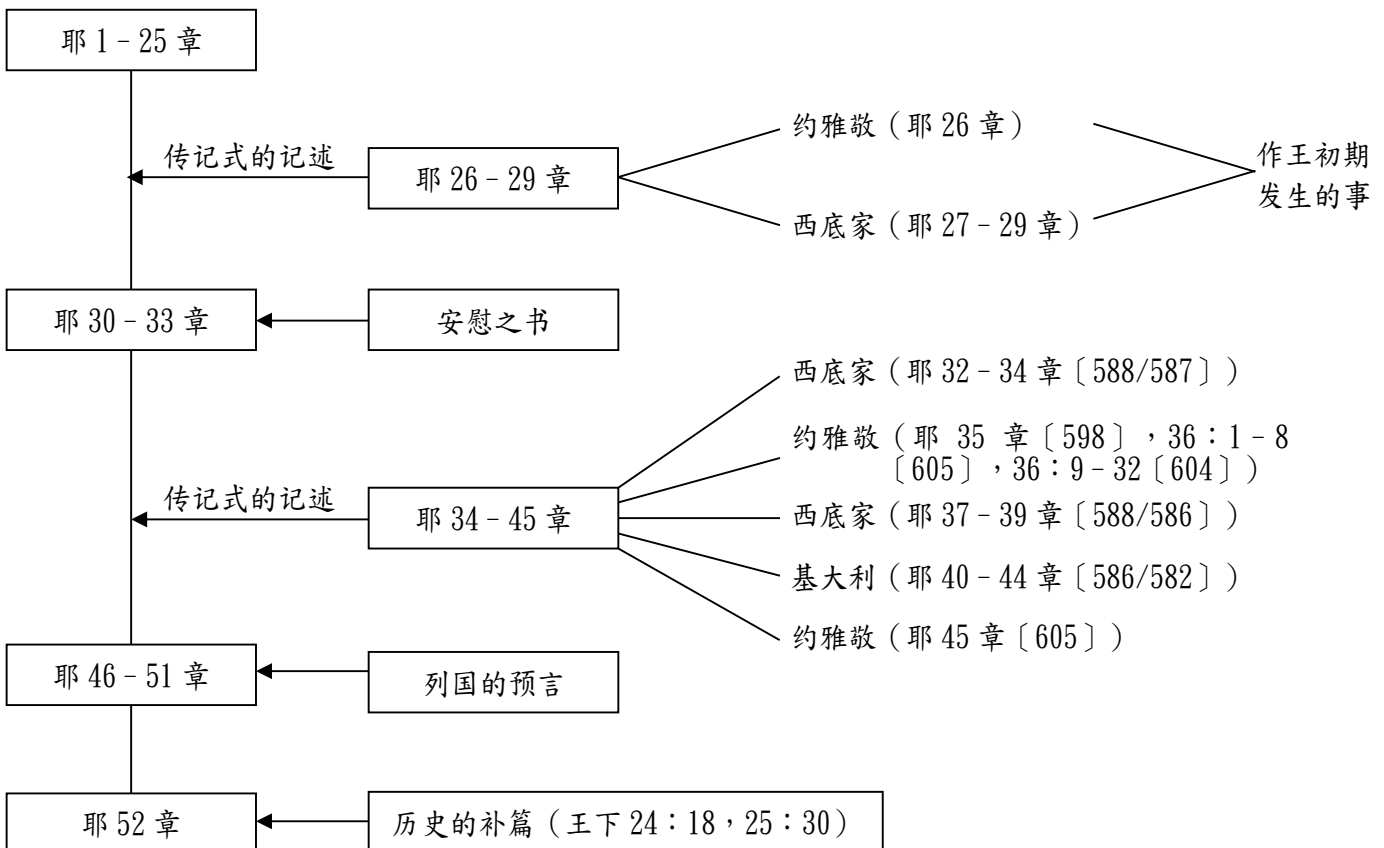 耶 1﹣25 章
传记式的记述
耶 26﹣29 章
约雅敬（耶 26 章）
西底家（耶 27﹣29 章）
作王初期
发生的事
耶 30﹣33 章
安慰之书
传记式的记述
耶 34﹣45 章
西底家（耶 32﹣34 章〔588/587〕）
约雅敬（耶 35 章〔598〕，36：1﹣8
〔605〕，36：9﹣32〔604〕）
西底家（耶 37﹣39 章〔588/586〕）
基大利（耶 40﹣44 章〔586/582〕）
约雅敬（耶 45 章〔605〕）
耶 46﹣51 章
列国的预言
耶 52 章
历史的补篇（王下 24：18，25：30）